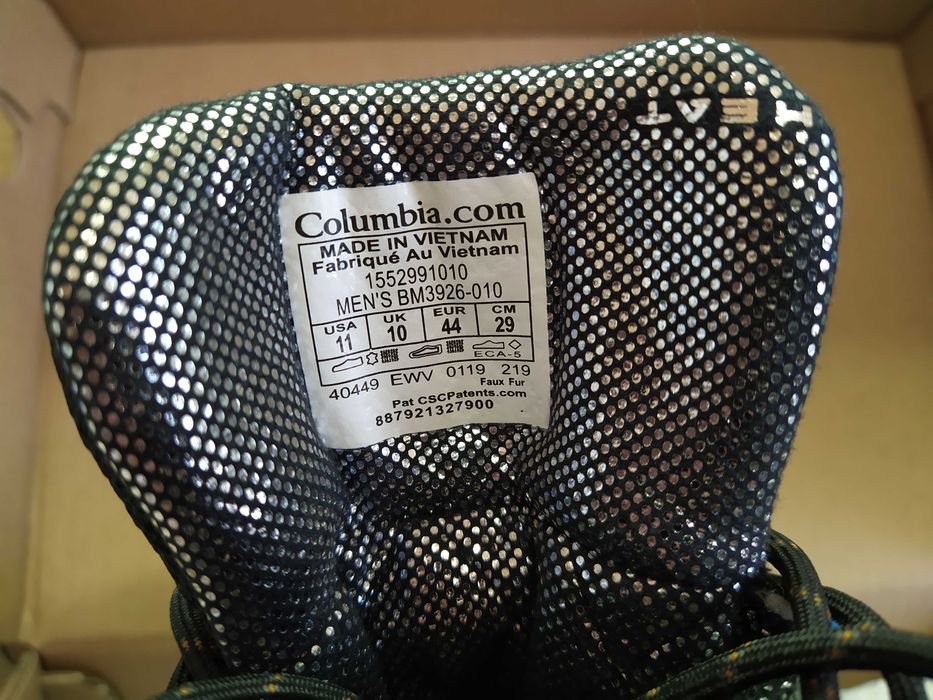 HEAT
Columbia.com
MADE IN VIETNAM
Fabriqué Au Vietnam
1552991010
MEN'S BM3926-010
USA UK EUR CM
11 10 44 29
ECA-5
40449 EWV 0119 219
Faux Fur
Pat CSCPatents.com
887921327900